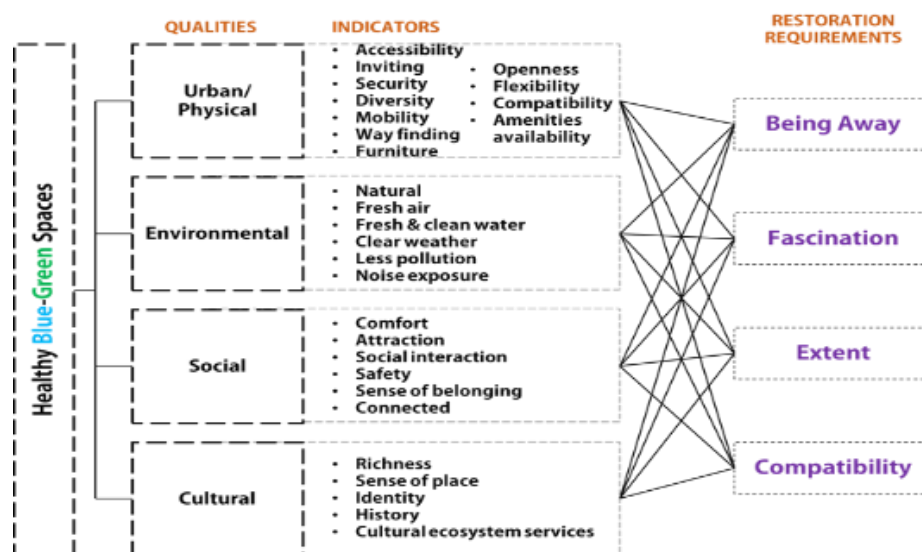 QUALITIES
INDICATORS
RESTORATION
REQUIREMENTS
Healthy Blue-Green Spaces
Urban/
Physical
• Accessibility
• Inviting
• Security
• Diversity
• Mobility
• Way finding
• Furniture
• Openness
• Flexibility
• Compatibility
• Amenities
availability
Environmental
• Natural
• Fresh air
• Fresh & clean water
• Clear weather
• Less pollution
• Noise exposure
Social
• Comfort
• Attraction
• Social interaction
• Safety
• Sense of belonging
• Connected
Cultural
• Richness
• Sense of place
• Identity
• History
• Cultural ecosystem services
Being Away
Fascination
Extent
Compatibility